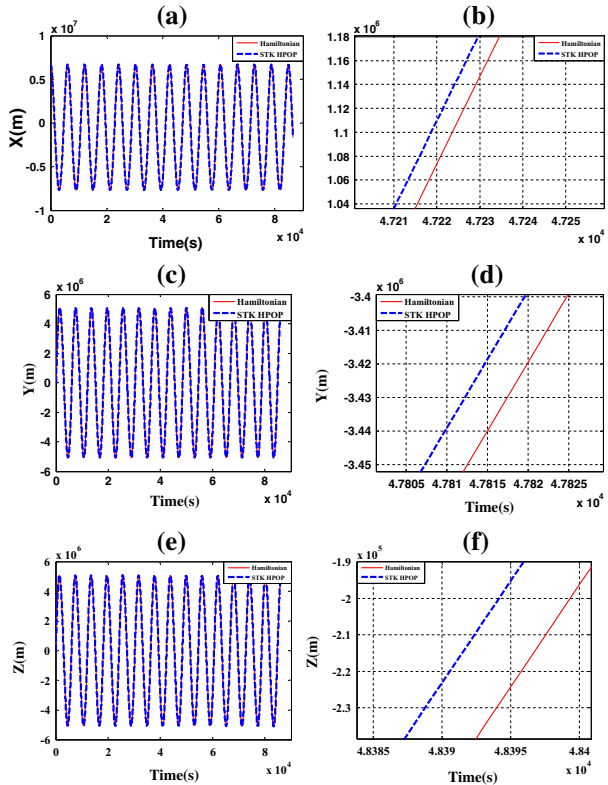 (a)
x 10^7
1
0.5
0
-0.5
-1
X(m)
0
2
4
6
8
Time(s)
x 10^4
Hamiltonian
STK HPOP
(b)
x 10^6
1.18
1.16
1.14
1.12
1.1
1.08
1.06
1.04
4.721
4.722
4.723
4.724
4.725
x 10^4
Hamiltonian
STK HPOP
(c)
x 10^6
6
4
2
0
-2
-4
-6
Y(m)
0
2
4
6
8
Time(s)
x 10^4
Hamiltonian
STK HPOP
(d)
x 10^6
-3.4
-3.41
-3.42
-3.43
-3.44
-3.45
Y(m)
4.7805
4.781
4.7815
4.782
4.7825
Time(s)
x 10^4
Hamiltonian
STK HPOP
(e)
x 10^6
6
4
2
0
-2
-4
-6
Z(m)
0
2
4
6
8
Time(s)
x 10^4
Hamiltonian
STK HPOP
(f)
x 10^5
-1.9
-2
-2.1
-2.2
-2.3
Z(m)
4.8385
4.839
4.8395
4.84
Time(s)
x 10^4
Hamiltonian
STK HPOP